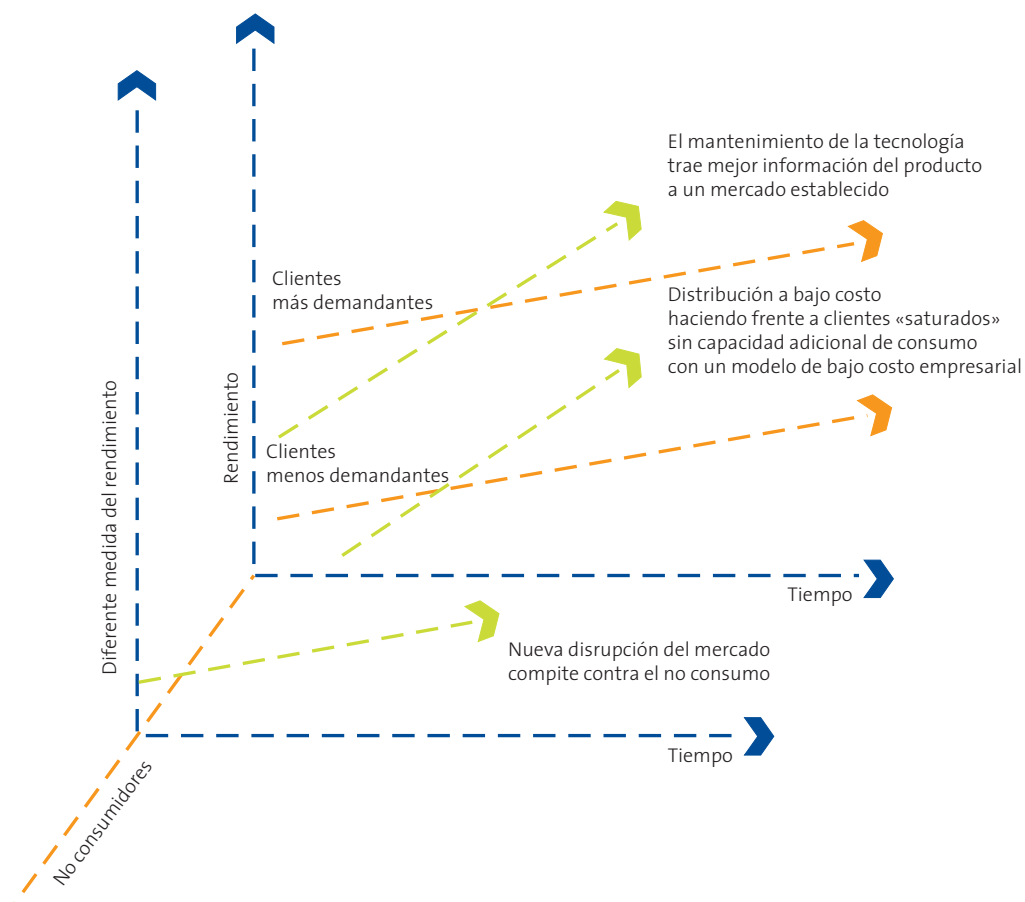 El mantenimiento de la tecnología
trae mejor información del producto
a un mercado establecido
Clientes
más demandantes
Distribución a bajo costo
haciendo frente a clientes «saturados»
sin capacidad adicional de consumo
con un modelo de bajo costo empresarial
Diferente medida del rendimiento
Rendimiento
Clientes
menos demandantes
Tiempo
Nueva disrupción del mercado
compite contra el no consumo
Tiempo
No consumidores